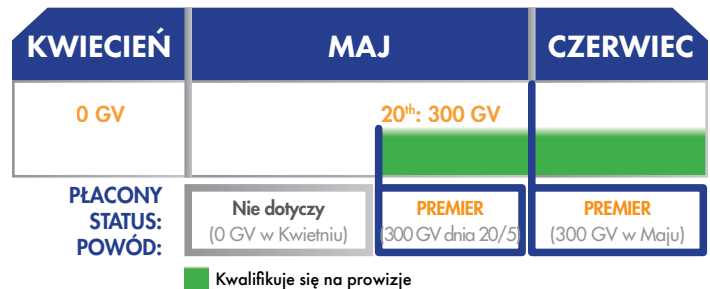 KWIECIEŃ MAJ CZERWIEC
0 GV 20th: 300 GV
PŁACONY
STATUS:
POWÓD:
Nie dotyczy
(0 GV w Kwietniu)
PREMIER
(300 GV dnia 20/5)
PREMIER
(300 GV w Maju)
Kwalifikuje się na prowizje